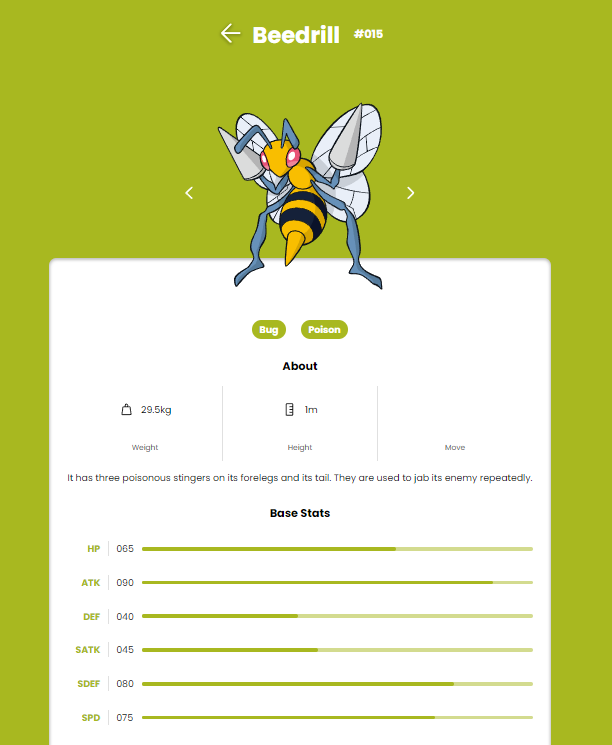 Beedrill #015
Bug Poison
About
29.5kg 1m
Weight Height Move
It has three poisonous stingers on its forelegs and its tail. They are used to jab its enemy repeatedly.
Base Stats
HP 065
ATK 090
DEF 040
SATK 045
SDEF 080
SPD 075